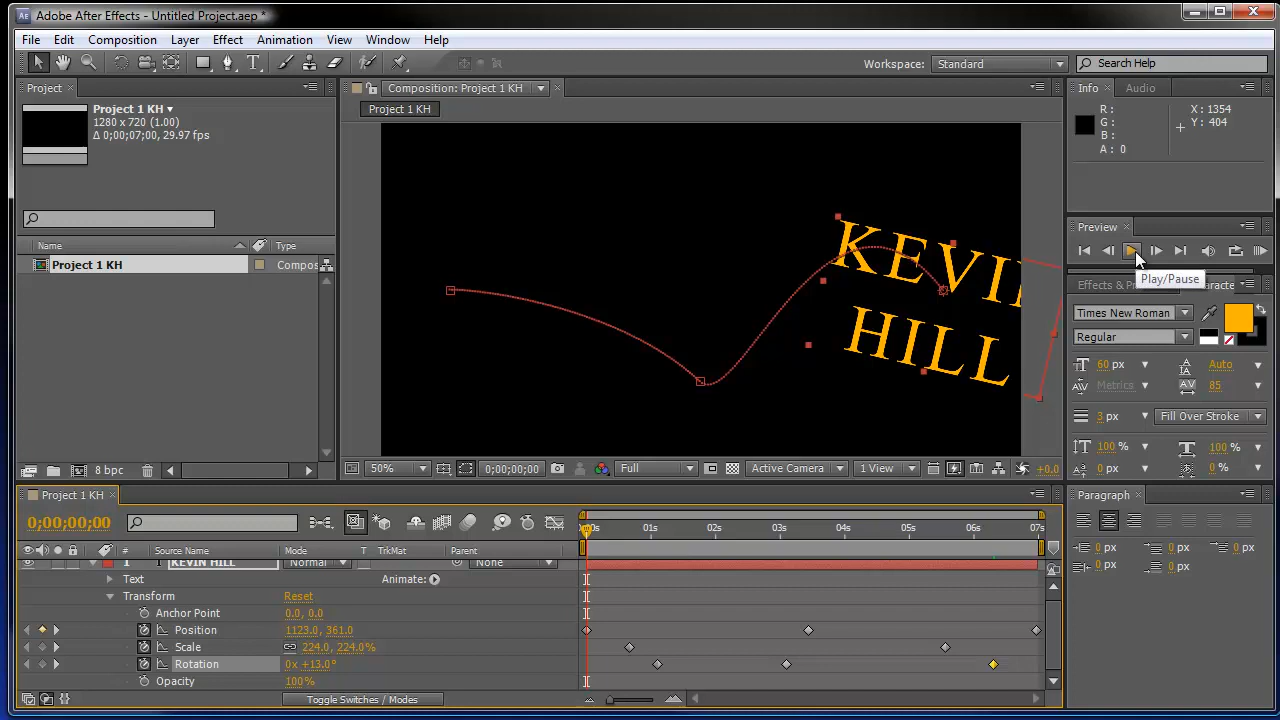 Adobe After Effects - Untitled Project.aep *
File Edit Composition Layer Effect Animation View Window Help
Workspace: Standard Search Help
Project
Project 1 KH
1280 x 720 (1.00)
Δ 0;00;07;00, 29.97 fps
Name Type
Project 1 KH Compos
8 bpc
Composition: Project 1 KH
Project 1 KH
KEVIN
HILL
50% 0;00;00;00 Full Active Camera 1 View +0.0
Info Audio
R : X : 1354
G : Y : 404
B :
A : 0
Preview
Play/Pause
Effects & Pr
Times New Roman
Regular
60 px Auto
Metrics 85
3 px Fill Over Stroke
100 % 100 %
0 px 0 %
Paragraph
0 px 0 px 0 px
0 px 0 px
Project 1 KH
0;00;00;00
01s 02s 03s 04s 05s 06s 07s
# Source Name Mode T TrkMat Parent
1 T KEVIN HILL Normal None
Text Animate:
Transform Reset
Anchor Point 0.0, 0.0
Position 1123.0, 361.0
Scale 224.0, 224.0%
Rotation 0x +13.0°
Opacity 100%
Toggle Switches / Modes